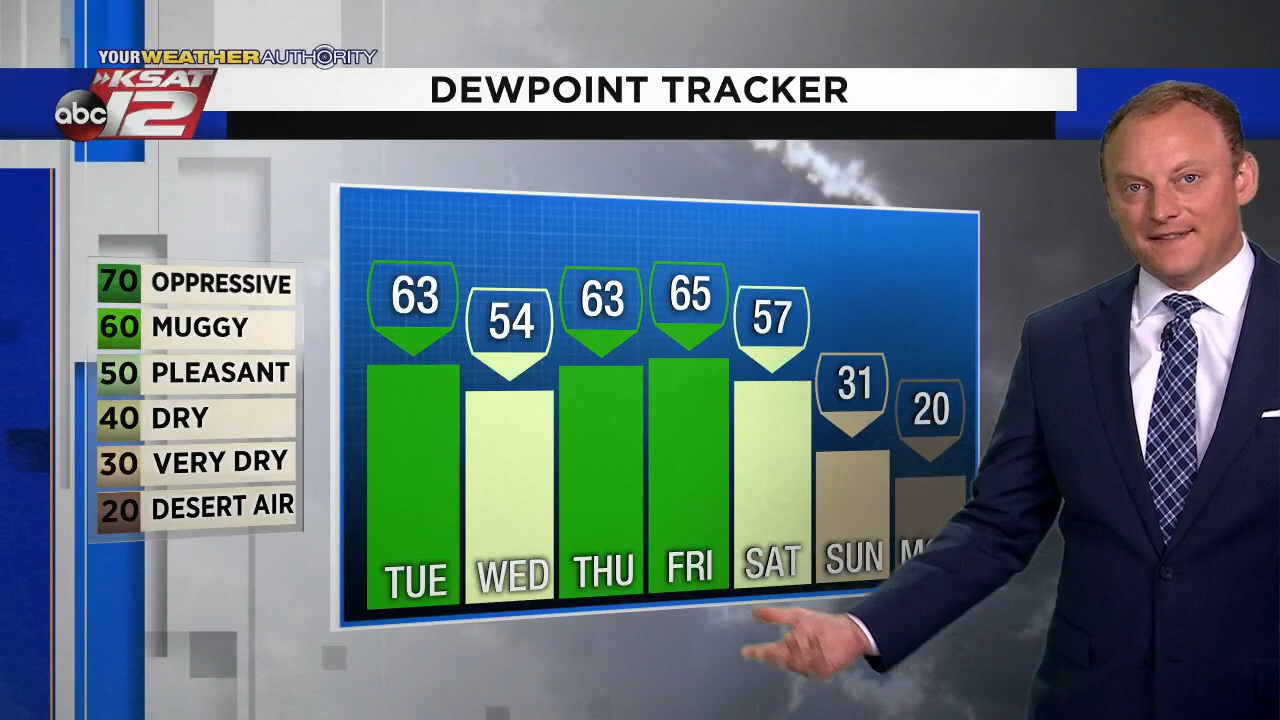 YOURWEATHERAUTHORITY
KSAT
abc 12
DEWPOINT TRACKER
70 OPPRESSIVE
60 MUGGY
50 PLEASANT
40 DRY
30 VERY DRY
20 DESERT AIR
63 54 63 65 57 31 20
TUE WED THU FRI SAT SUN